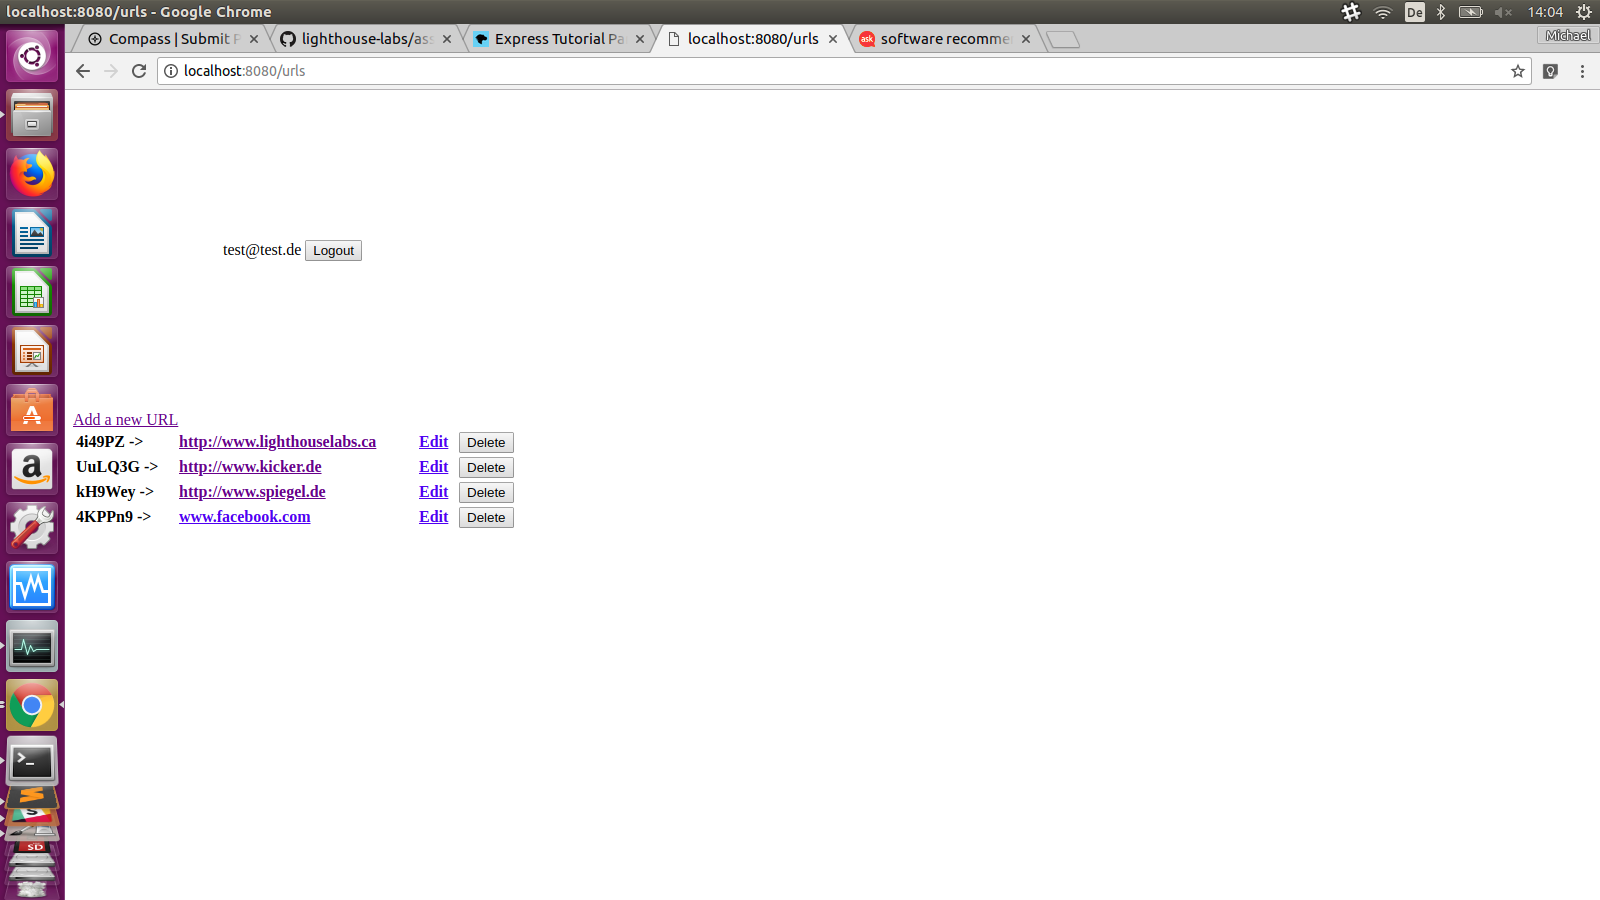 localhost:8080/urls - Google Chrome
De
14:04
Compass | Submit P
lighthouse-labs/ass
Express Tutorial Pa
localhost:8080/urls
ask
software recomme
Michael
localhost:8080/urls
test@test.de Logout
Add a new URL
4i49PZ -> http://www.lighthouselabs.ca Edit Delete
UuLQ3G -> http://www.kicker.de Edit Delete
kH9Wey -> http://www.spiegel.de Edit Delete
4KPPn9 -> www.facebook.com Edit Delete
SD